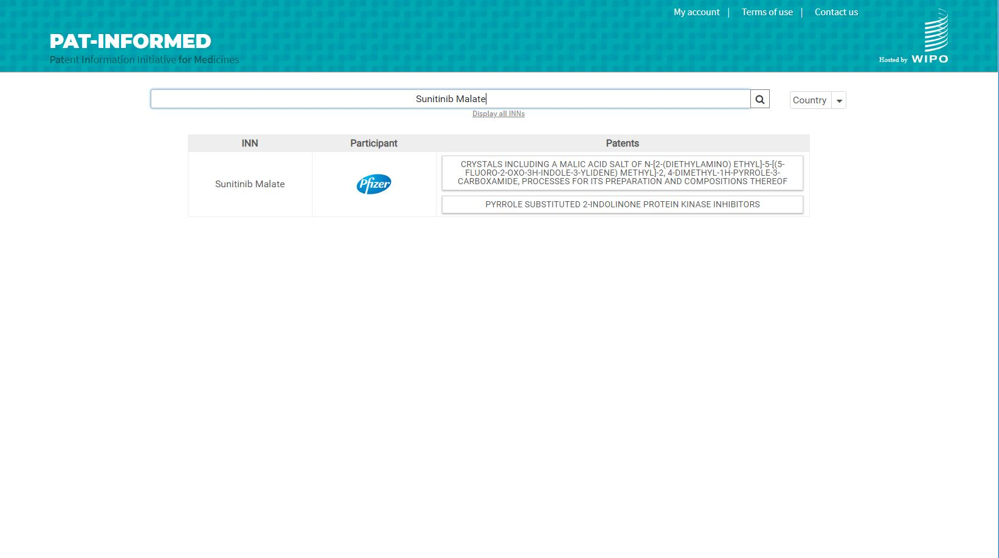 My account | Terms of use | Contact us
PAT-INFORMED
Patent Information Initiative for Medicines
Hosted by WIPO
Sunitinib Malate
Country
Display all INNs
INN Participant Patents
Sunitinib Malate
Pfizer
CRYSTALS INCLUDING A MALIC ACID SALT OF N-[2-(DIETHYLAMINO) ETHYL]-5-[(5-
FLUORO-2-OXO-3H-INDOLE-3-YLIDENE) METHYL]-2, 4-DIMETHYL-1H-PYRROLE-3-
CARBOXAMIDE, PROCESSES FOR ITS PREPARATION AND COMPOSITIONS THEREOF
PYRROLE SUBSTITUTED 2-INDOLINONE PROTEIN KINASE INHIBITORS